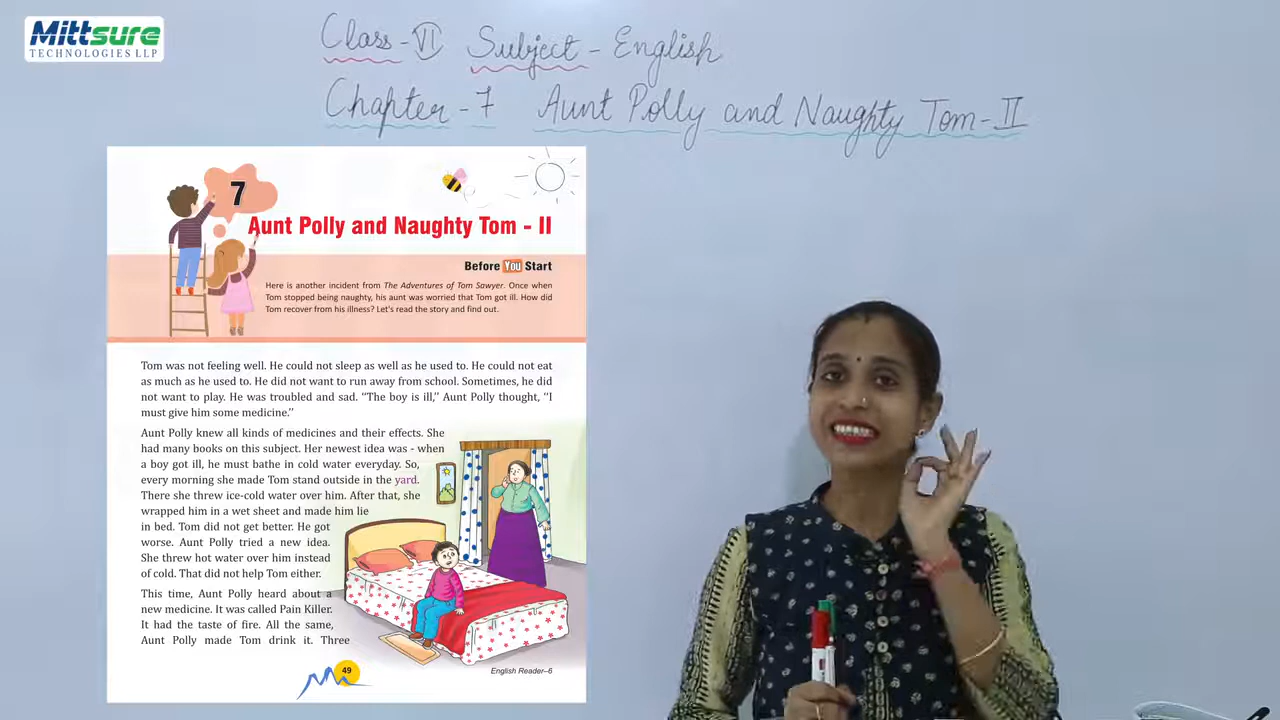 Mittsure
TECHNOLOGIES LLP
Class-VI Subject - English
Chapter-7 Aunt Polly and Naughty Tom-II
7
Aunt Polly and Naughty Tom - II
Before You Start
Here is another incident from The Adventures of Tom Sawyer. Once when
Tom stopped being naughty, his aunt was worried that Tom got ill. How did
Tom recover from his illness? Let's read the story and find out.
Tom was not feeling well. He could not sleep as well as he used to. He could not eat
as much as he used to. He did not want to run away from school. Sometimes, he did
not want to play. He was troubled and sad. "The boy is ill," Aunt Polly thought, "I
must give him some medicine."
Aunt Polly knew all kinds of medicines and their effects. She
had many books on this subject. Her newest idea was - when
a boy got ill, he must bathe in cold water everyday. So,
every morning she made Tom stand outside in the yard.
There she threw ice-cold water over him. After that, she
wrapped him in a wet sheet and made him lie
in bed. Tom did not get better. He got
worse. Aunt Polly tried a new idea.
She threw hot water over him instead
of cold. That did not help Tom either.
This time, Aunt Polly heard about a
new medicine. It was called Pain Killer.
It had the taste of fire. All the same,
Aunt Polly made Tom drink it. Three
49
English Reader–6